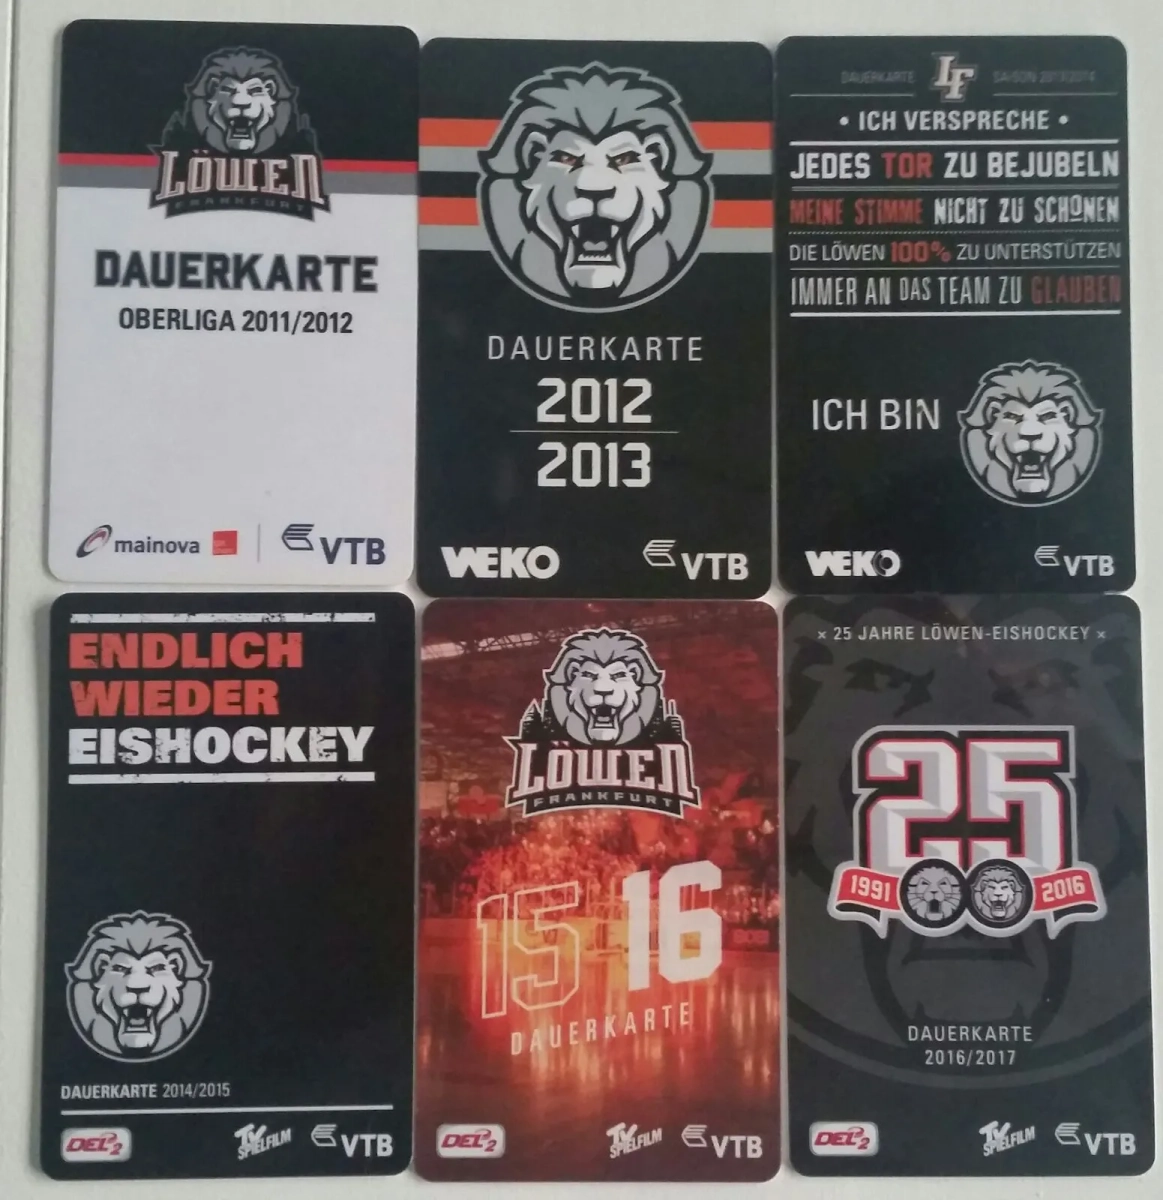 LÖWEN
FRANKFURT
DAUERKARTE
OBERLIGA 2011/2012
mainova
VTB
DAUERKARTE
2012
2013
WEKO
VTB
DAUERKARTE LF SAISON 2013/2014
• ICH VERSPRECHE •
JEDES TOR ZU BEJUBELN
MEINE STIMME NICHT ZU SCHONEN
DIE LÖWEN 100% ZU UNTERSTÜTZEN
IMMER AN DAS TEAM ZU GLAUBEN
ICH BIN
WEKO
VTB
ENDLICH
WIEDER
EISHOCKEY
DAUERKARTE 2014/2015
DEL2
TV SPIELFILM
VTB
LÖWEN
FRANKFURT
15 16
DAUERKARTE
DEL2
TV SPIELFILM
VTB
× 25 JAHRE LÖWEN-EISHOCKEY ×
25
1991 2016
DAUERKARTE
2016/2017
DEL2
TV SPIELFILM
VTB